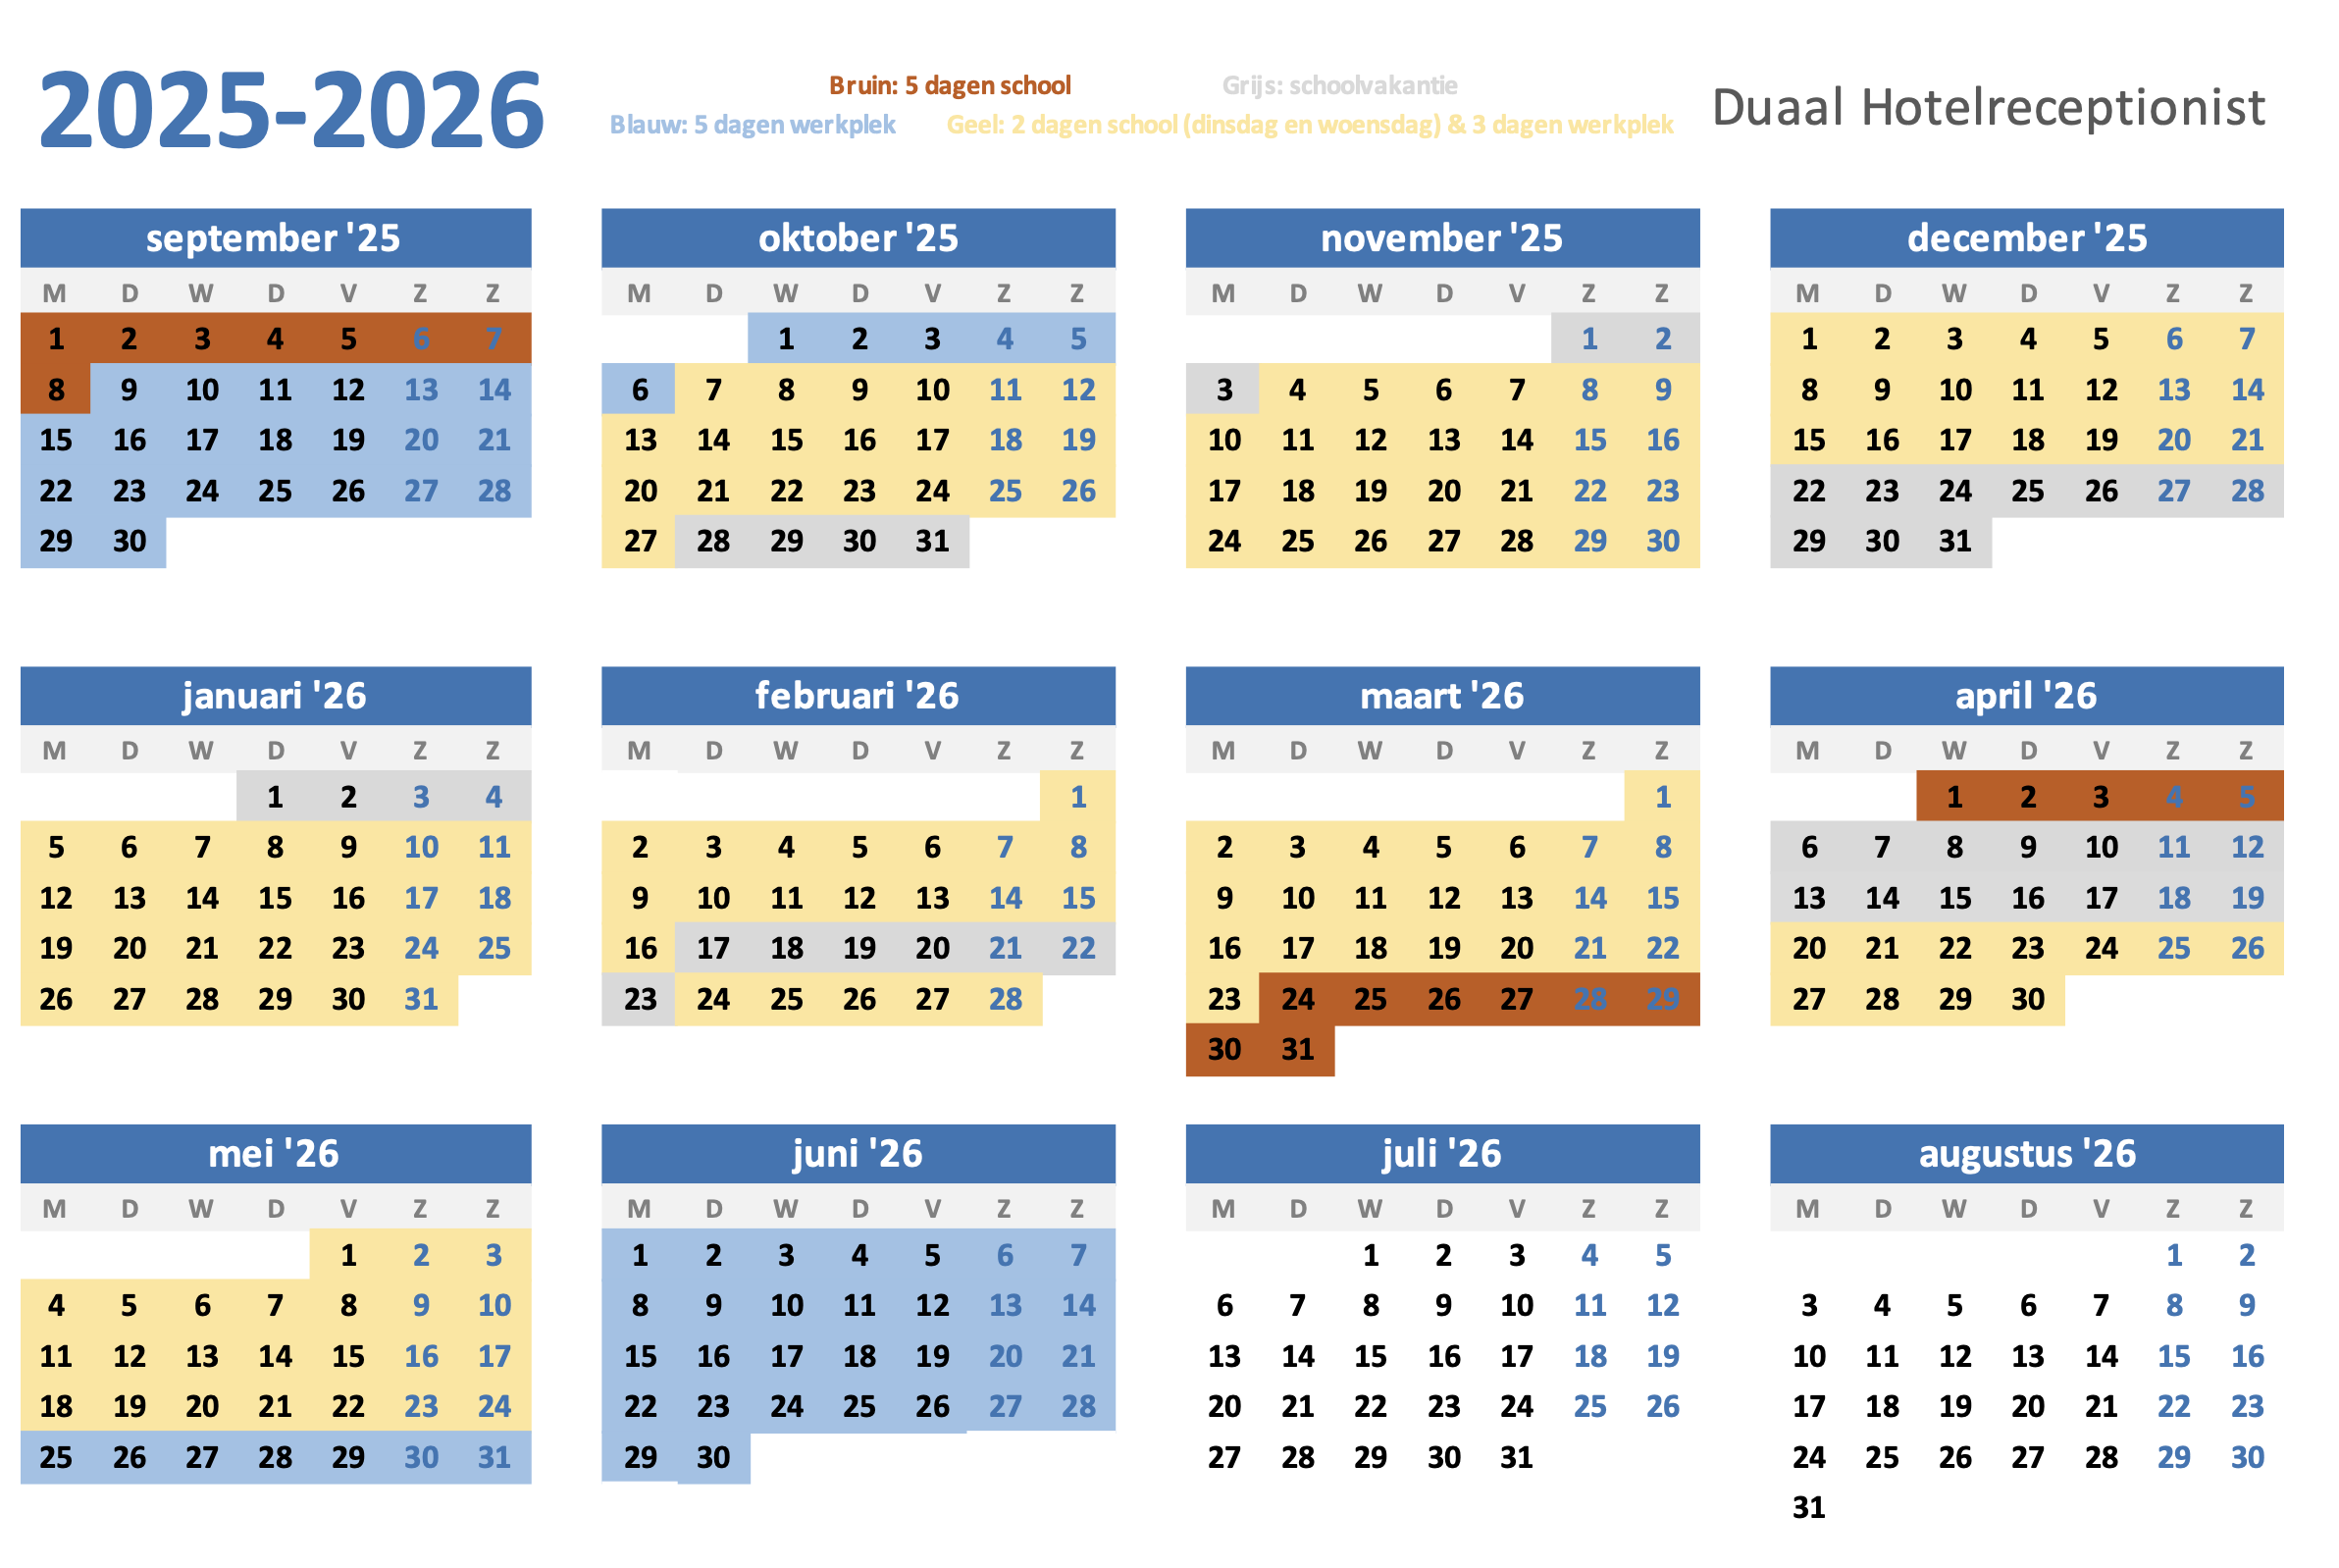 2025-2026
Bruin: 5 dagen school
Grijs: schoolvakantie
Blauw: 5 dagen werkplek
Geel: 2 dagen school (dinsdag en woensdag) & 3 dagen werkplek
Duaal Hotelreceptionist
september '25
M D W D V Z Z
1 2 3 4 5 6 7
8 9 10 11 12 13 14
15 16 17 18 19 20 21
22 23 24 25 26 27 28
29 30
oktober '25
M D W D V Z Z
1 2 3 4 5
6 7 8 9 10 11 12
13 14 15 16 17 18 19
20 21 22 23 24 25 26
27 28 29 30 31
november '25
M D W D V Z Z
1 2
3 4 5 6 7 8 9
10 11 12 13 14 15 16
17 18 19 20 21 22 23
24 25 26 27 28 29 30
december '25
M D W D V Z Z
1 2 3 4 5 6 7
8 9 10 11 12 13 14
15 16 17 18 19 20 21
22 23 24 25 26 27 28
29 30 31
januari '26
M D W D V Z Z
1 2 3 4
5 6 7 8 9 10 11
12 13 14 15 16 17 18
19 20 21 22 23 24 25
26 27 28 29 30 31
februari '26
M D W D V Z Z
1
2 3 4 5 6 7 8
9 10 11 12 13 14 15
16 17 18 19 20 21 22
23 24 25 26 27 28
maart '26
M D W D V Z Z
1
2 3 4 5 6 7 8
9 10 11 12 13 14 15
16 17 18 19 20 21 22
23 24 25 26 27 28 29
30 31
april '26
M D W D V Z Z
1 2 3 4 5
6 7 8 9 10 11 12
13 14 15 16 17 18 19
20 21 22 23 24 25 26
27 28 29 30
mei '26
M D W D V Z Z
1 2 3
4 5 6 7 8 9 10
11 12 13 14 15 16 17
18 19 20 21 22 23 24
25 26 27 28 29 30 31
juni '26
M D W D V Z Z
1 2 3 4 5 6 7
8 9 10 11 12 13 14
15 16 17 18 19 20 21
22 23 24 25 26 27 28
29 30
juli '26
M D W D V Z Z
1 2 3 4 5
6 7 8 9 10 11 12
13 14 15 16 17 18 19
20 21 22 23 24 25 26
27 28 29 30 31
augustus '26
M D W D V Z Z
1 2
3 4 5 6 7 8 9
10 11 12 13 14 15 16
17 18 19 20 21 22 23
24 25 26 27 28 29 30
31